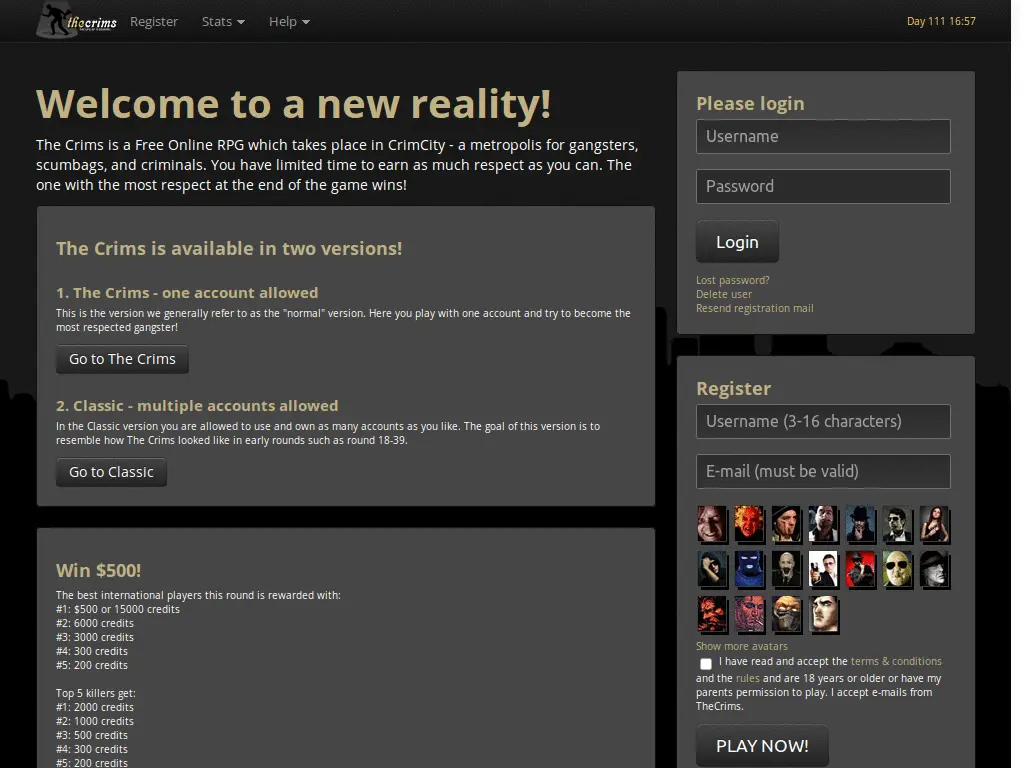 thecrims
Register
Stats
Help
Day 111 16:57
Welcome to a new reality!
The Crims is a Free Online RPG which takes place in CrimCity - a metropolis for gangsters,
scumbags, and criminals. You have limited time to earn as much respect as you can. The
one with the most respect at the end of the game wins!
The Crims is available in two versions!
1. The Crims - one account allowed
This is the version we generally refer to as the "normal" version. Here you play with one account and try to become the
most respected gangster!
Go to The Crims
2. Classic - multiple accounts allowed
In the Classic version you are allowed to use and own as many accounts as you like. The goal of this version is to
resemble how The Crims looked like in early rounds such as round 18-39.
Go to Classic
Win $500!
The best international players this round is rewarded with:
#1: $500 or 15000 credits
#2: 6000 credits
#3: 3000 credits
#4: 300 credits
#5: 200 credits
Top 5 killers get:
#1: 2000 credits
#2: 1000 credits
#3: 500 credits
#4: 300 credits
#5: 200 credits
Please login
Username
Password
Login
Lost password?
Delete user
Resend registration mail
Register
Username (3-16 characters)
E-mail (must be valid)
Show more avatars
I have read and accept the terms & conditions
and the rules and are 18 years or older or have my
parents permission to play. I accept e-mails from
TheCrims.
PLAY NOW!